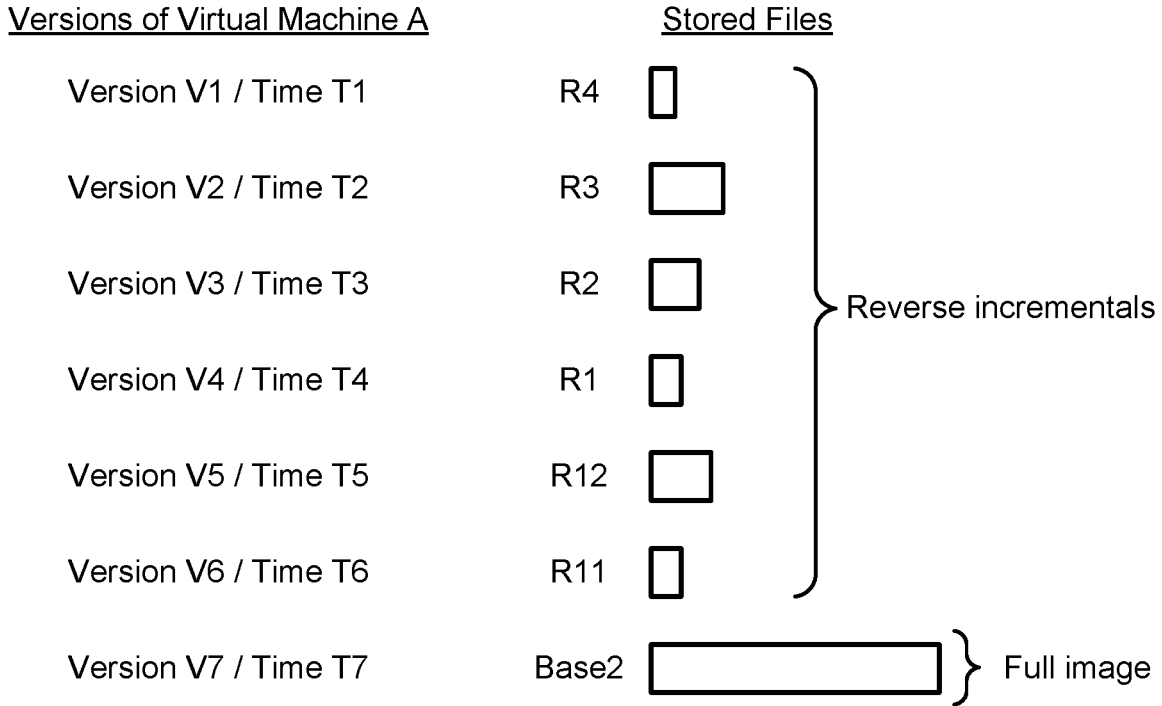 Versions of Virtual Machine A Stored Files
Version V1 / Time T1 R4
Version V2 / Time T2 R3
Version V3 / Time T3 R2
Reverse incrementals
Version V4 / Time T4 R1
Version V5 / Time T5 R12
Version V6 / Time T6 R11
Version V7 / Time T7 Base2 Full image